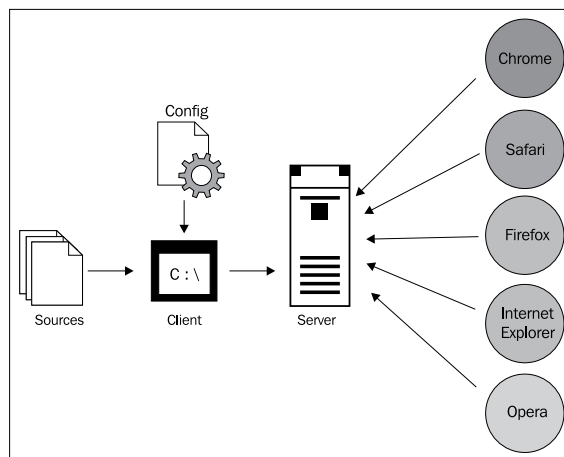 Chrome
Config
Safari
Firefox
C:\
Sources
Client
Server
Internet
Explorer
Opera